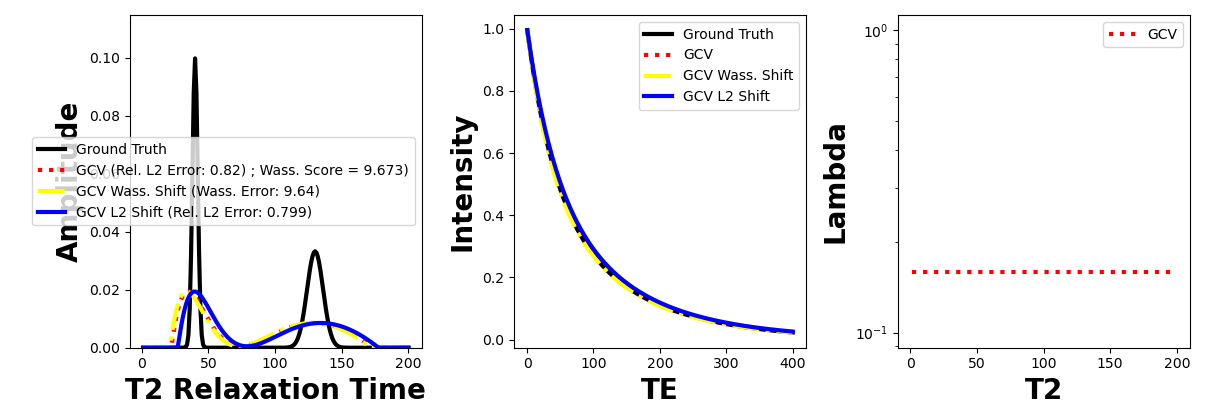 Amplitude
0.00
0.02
0.04
0.06
0.08
0.10
Ground Truth
GCV (Rel. L2 Error: 0.82) ; Wass. Score = 9.673)
GCV Wass. Shift (Wass. Error: 9.64)
GCV L2 Shift (Rel. L2 Error: 0.799)
0 50 100 150 200
T2 Relaxation Time
Intensity
1.0
0.8
0.6
0.4
0.2
0.0
Ground Truth
GCV
GCV Wass. Shift
GCV L2 Shift
0 100 200 300 400
TE
Lambda
10⁰
10⁻¹
GCV
0 50 100 150 200
T2